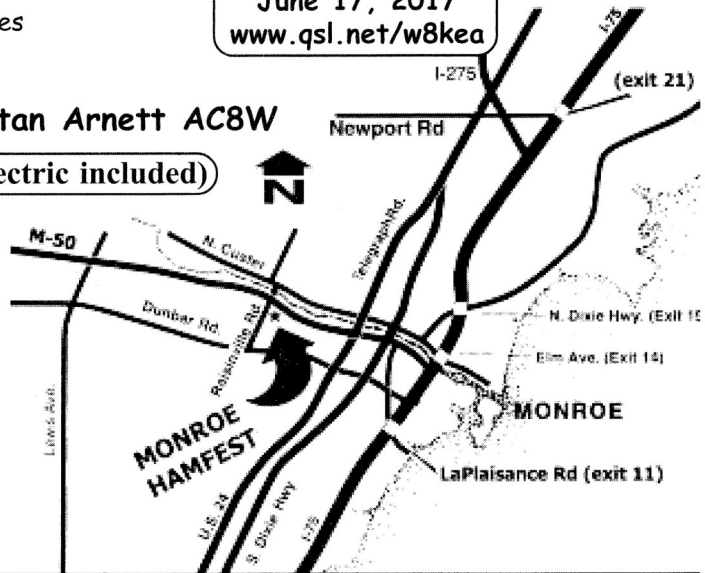 es
June 17, 2017
www.qsl.net/w8kea
I-75
I-275
(exit 21)
tan Arnett AC8W
Newport Rd
ectric included)
N
M-50
N. Custer
Telegraph Rd.
Dunbar Rd.
Raisinville Rd
N. Dixie Hwy. (Exit 15
Elm Ave. (Exit 14)
MONROE
Lewis Ave.
MONROE
HAMFEST
LaPlaisance Rd (exit 11)
U.S. 24
S Dixie Hwy
I-75